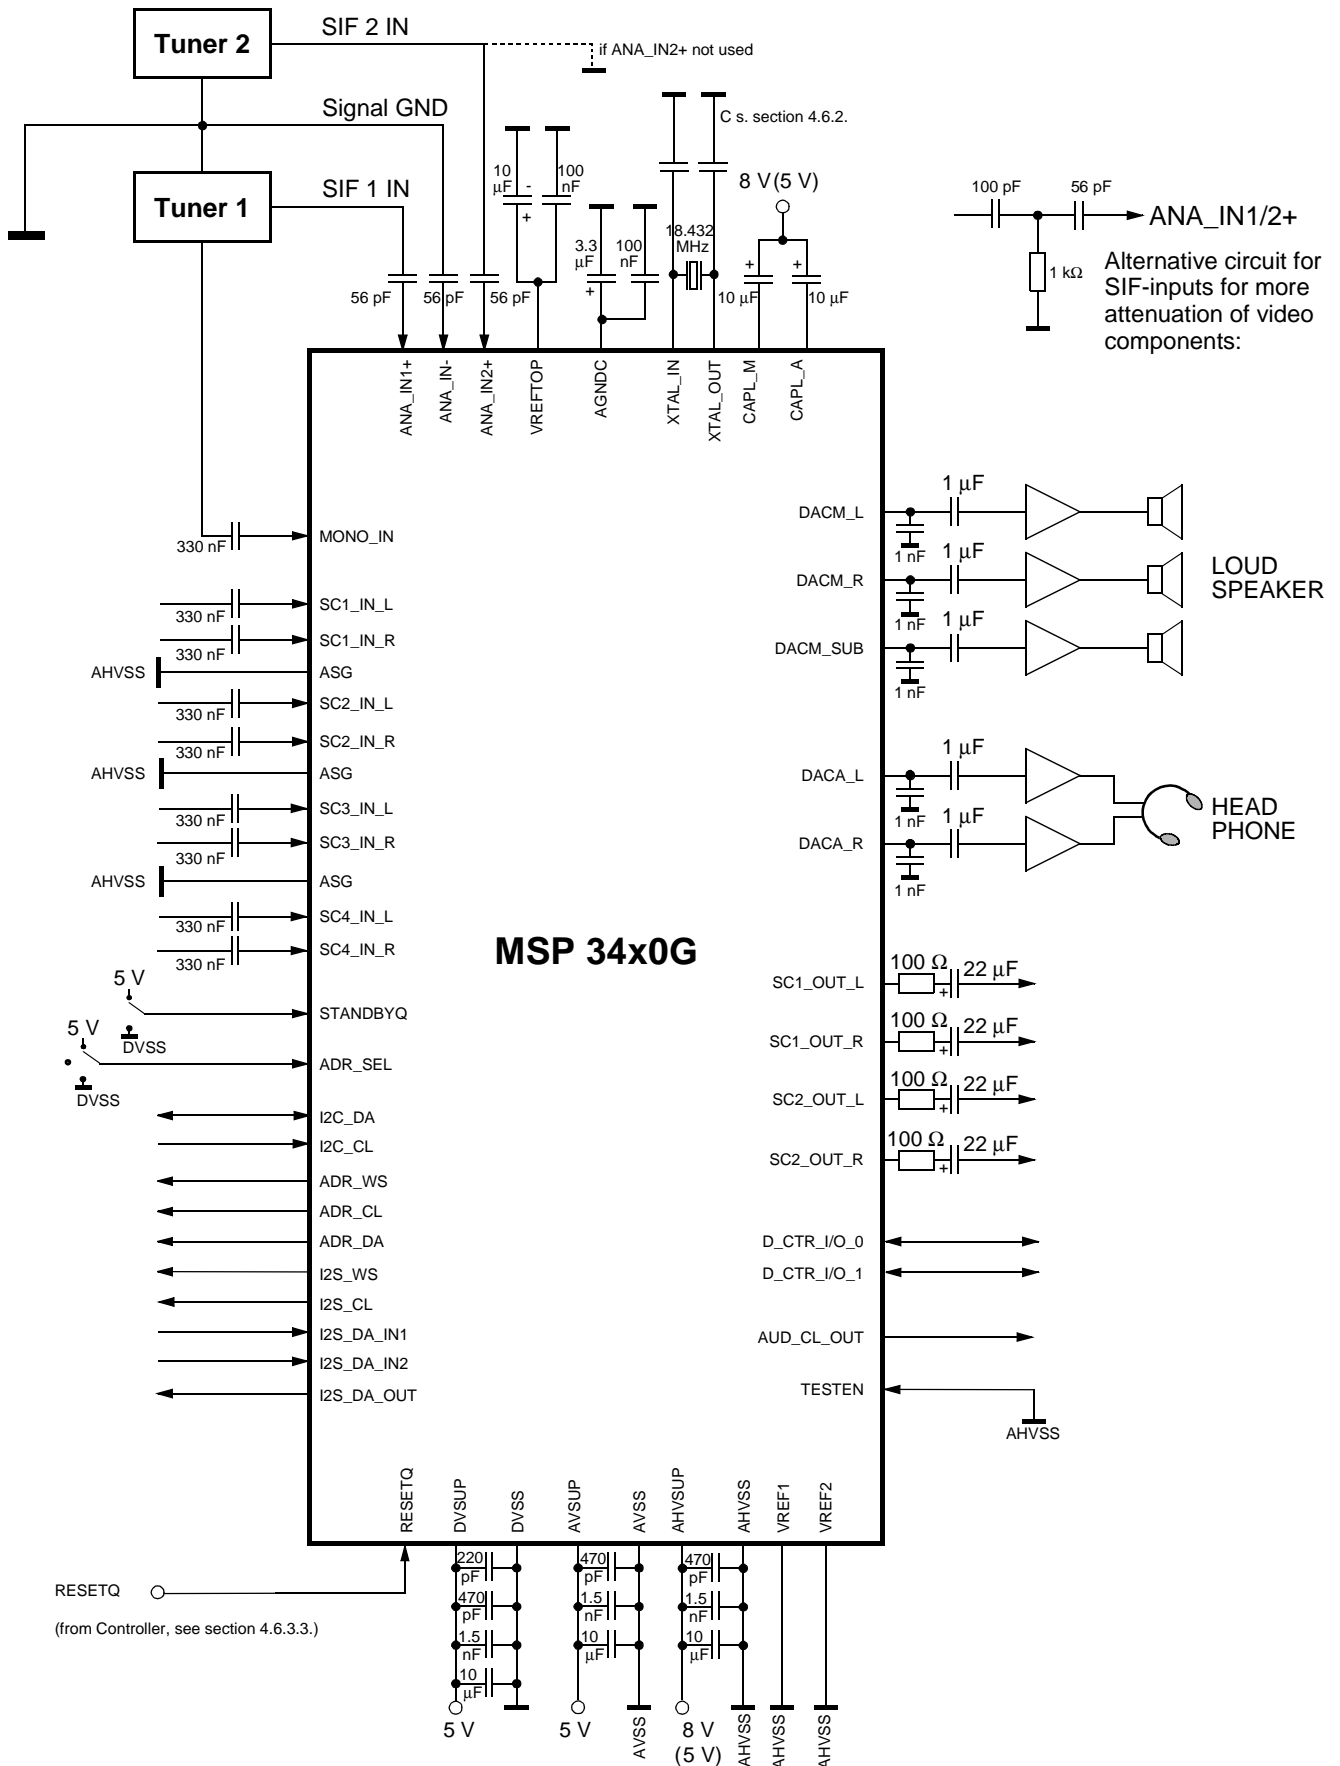 Tuner 2
SIF 2 IN
if ANA_IN2+ not used
Signal GND
C s. section 4.6.2.
Tuner 1
SIF 1 IN
10 µF
-
+
100 nF
3.3 µF
+
100 nF
18.432 MHz
8 V(5 V)
+
+
10 µF
10 µF
56 pF
56 pF
56 pF
100 pF
56 pF
ANA_IN1/2+
1 kΩ
Alternative circuit for
SIF-inputs for more
attenuation of video
components:
ANA_IN1+
ANA_IN-
ANA_IN2+
VREFTOP
AGNDC
XTAL_IN
XTAL_OUT
CAPL_M
CAPL_A
330 nF
MONO_IN
330 nF
SC1_IN_L
330 nF
SC1_IN_R
AHVSS
ASG
330 nF
SC2_IN_L
330 nF
SC2_IN_R
AHVSS
ASG
330 nF
SC3_IN_L
330 nF
SC3_IN_R
AHVSS
ASG
330 nF
SC4_IN_L
330 nF
SC4_IN_R
5 V
DVSS
STANDBYQ
5 V
DVSS
ADR_SEL
I2C_DA
I2C_CL
ADR_WS
ADR_CL
ADR_DA
I2S_WS
I2S_CL
I2S_DA_IN1
I2S_DA_IN2
I2S_DA_OUT
MSP 34x0G
DACM_L
1 µF
1 nF
DACM_R
1 µF
1 nF
DACM_SUB
1 µF
1 nF
LOUD
SPEAKER
DACA_L
1 µF
1 nF
DACA_R
1 µF
1 nF
HEAD
PHONE
SC1_OUT_L
100 Ω
+
22 µF
SC1_OUT_R
100 Ω
+
22 µF
SC2_OUT_L
100 Ω
+
22 µF
SC2_OUT_R
100 Ω
+
22 µF
D_CTR_I/O_0
D_CTR_I/O_1
AUD_CL_OUT
TESTEN
AHVSS
RESETQ
DVSUP
DVSS
AVSUP
AVSS
AHVSUP
AHVSS
VREF1
VREF2
RESETQ
(from Controller, see section 4.6.3.3.)
220 pF
470 pF
1.5 nF
10 µF
5 V
470 pF
1.5 nF
10 µF
5 V
AVSS
470 pF
1.5 nF
10 µF
8 V
(5 V)
AHVSS
AHVSS
AHVSS